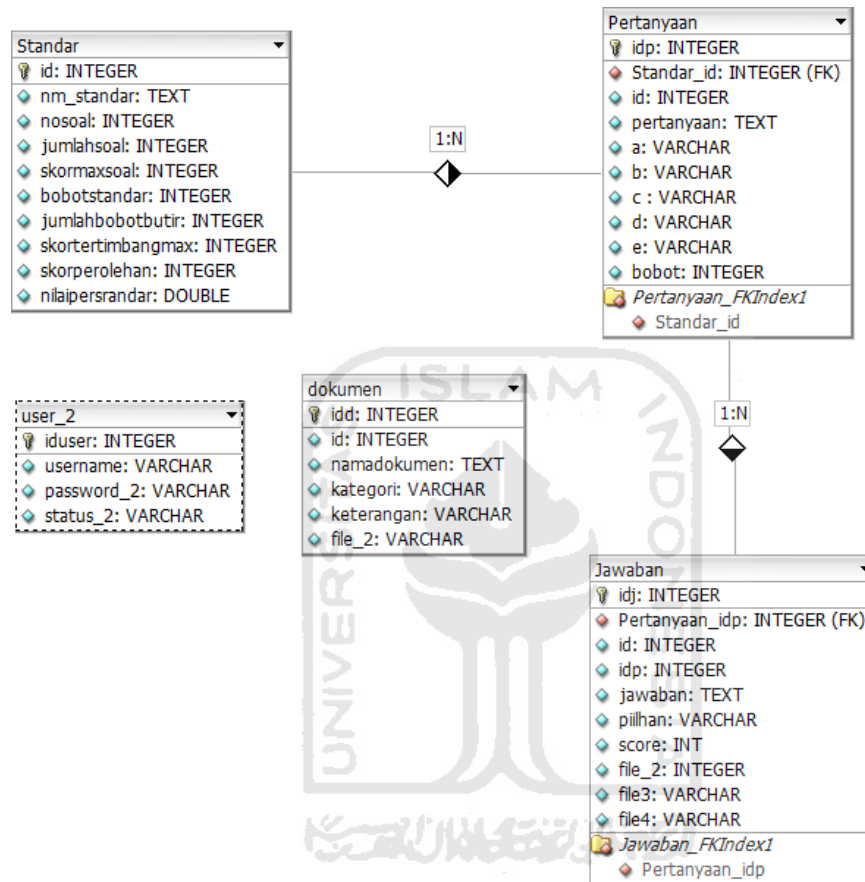 Standar
id: INTEGER
nm_standar: TEXT
nosoal: INTEGER
jumlahsoal: INTEGER
skormaxsoal: INTEGER
bobotstandar: INTEGER
jumlahbobotbutir: INTEGER
skortertimbangmax: INTEGER
skorperolehan: INTEGER
nilaipersrandar: DOUBLE
1:N
Pertanyaan
idp: INTEGER
Standar_id: INTEGER (FK)
id: INTEGER
pertanyaan: TEXT
a: VARCHAR
b: VARCHAR
c : VARCHAR
d: VARCHAR
e: VARCHAR
bobot: INTEGER
Pertanyaan_FKIndex1
Standar_id
user_2
iduser: INTEGER
username: VARCHAR
password_2: VARCHAR
status_2: VARCHAR
dokumen
idd: INTEGER
id: INTEGER
namadokumen: TEXT
kategori: VARCHAR
keterangan: VARCHAR
file_2: VARCHAR
1:N
Jawaban
idj: INTEGER
Pertanyaan_idp: INTEGER (FK)
id: INTEGER
idp: INTEGER
jawaban: TEXT
piilhan: VARCHAR
score: INT
file_2: INTEGER
file3: VARCHAR
file4: VARCHAR
Jawaban_FKIndex1
Pertanyaan_idp
ISLAM
UNIVERSITAS
INDONESIA